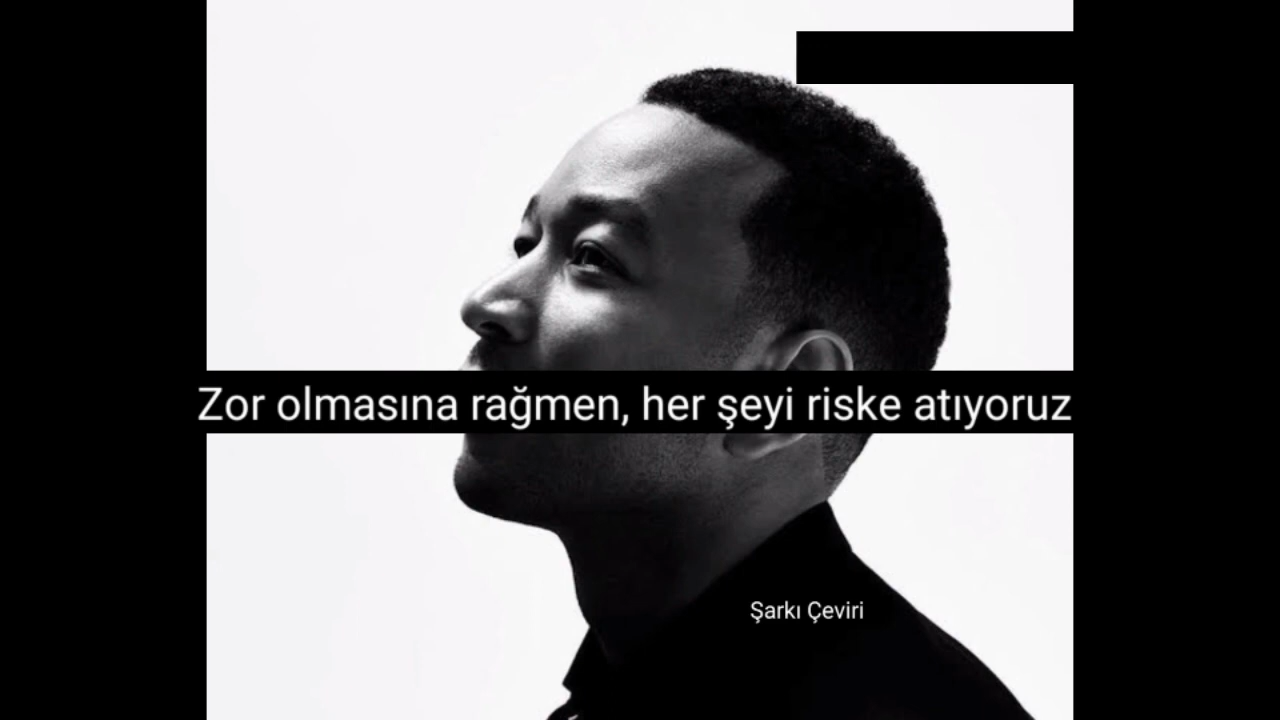 Zor olmasına rağmen, her şeyi riske atıyoruz
Şarkı Çeviri